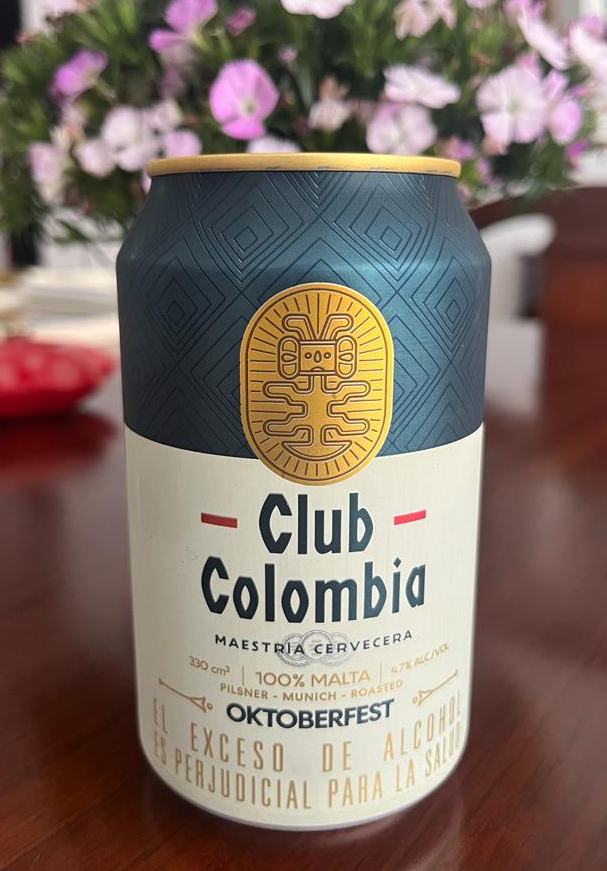 Club
Colombia
MAESTRÍA CERVECERA
330 cm³ | 100% MALTA | 4.7% ALC/VOL
PILSNER - MUNICH - ROASTED
OKTOBERFEST
EL EXCESO DE ALCOHOL
ES PERJUDICIAL PARA LA SALUD